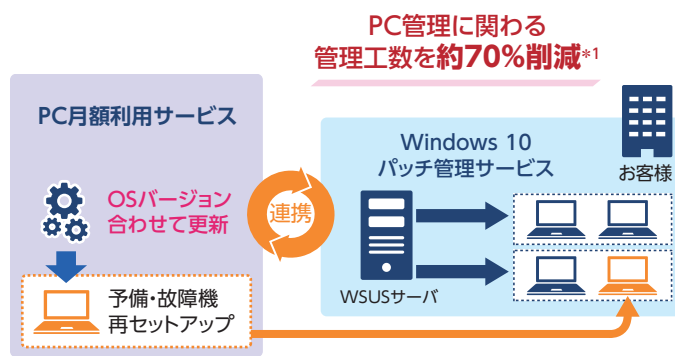 PC管理に関わる
管理工数を約70%削減*1
PC月額利用サービス
OSバージョン
合わせて更新
予備・故障機
再セットアップ
連携
Windows 10
パッチ管理サービス
お客様
WSUSサーバ